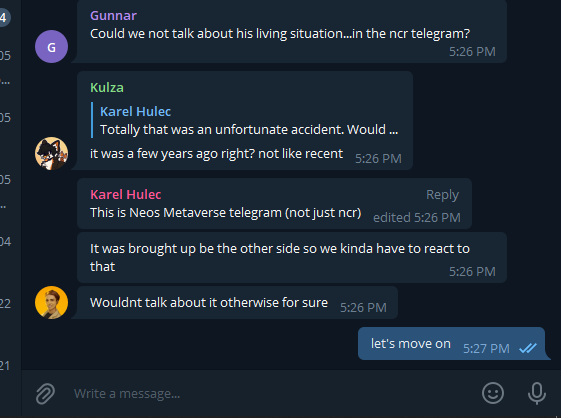 4
Gunnar
Could we not talk about his living situation...in the ncr telegram?
5:26 PM
G
05
...
Kulza
Karel Hulec
Totally that was an unfortunate accident. Would ...
it was a few years ago right? not like recent 5:26 PM
05
Karel Hulec Reply
This is Neos Metaverse telegram (not just ncr) edited 5:26 PM
05
...
It was brought up be the other side so we kinda have to react to
that
5:26 PM
04
Wouldnt talk about it otherwise for sure 5:26 PM
22
let's move on 5:27 PM
21
Write a message...